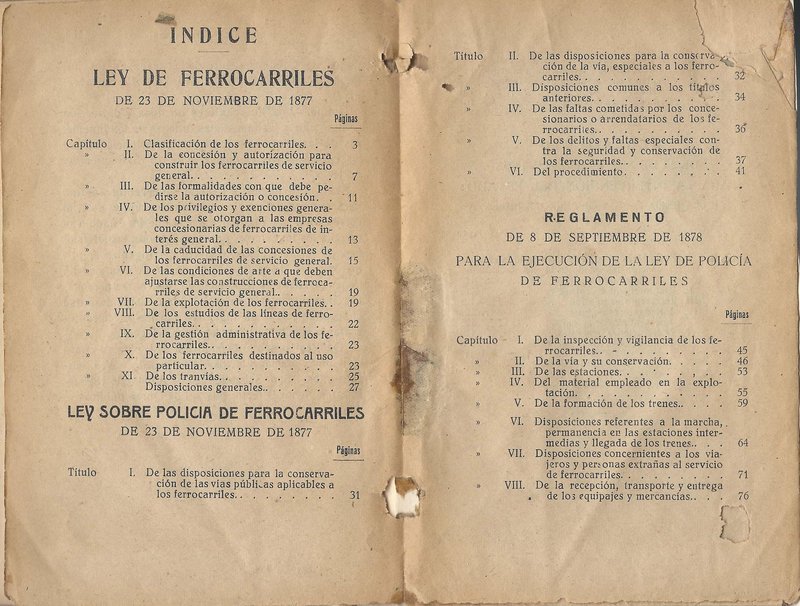 INDICE
LEY DE FERROCARRILES
DE 23 DE NOVIEMBRE DE 1877
Páginas
Capítulo I. Clasificación de los ferrocarriles. . . 3
» II. De la concesión y autorización para
construir los ferrocarriles de servicio
general. . . . . . . . . . . 7
» III. De las formalidades con que debe pe-
dirse la autorización o concesión. . 11
» IV. De los privilegios y exenciones genera-
les que se otorgan a las empresas
concesionarias de ferrocarriles de in-
terés general. . . . . . . . . 13
» V. De la caducidad de las concesiones de
los ferrocarriles de servicio general. 15
» VI. De las condiciones de arte a que deben
ajustarse las construcciones de ferroca-
rriles de servicio general. . . . . 19
» VII. De la explotación de los ferrocarriles. . 19
» VIII. De los estudios de las líneas de ferro-
carriles. . . . . . . . . . . 22
» IX. De la gestión administrativa de los fe-
rrocarriles. . . . . . . . . . 23
» X. De los ferrocarriles destinados al uso
particular. . . . . . . . . . 23
» XI De los tranvías. . . . . . . . . 25
Disposiciones generales. . . . . . 27
LEY SOBRE POLICIA DE FERROCARRILES
DE 23 DE NOVIEMBRE DE 1877
Páginas
Título I. De las disposiciones para la conserva-
ción de las vías públicas aplicables a
los ferrocarriles. . . . . . . . 31
Título II. De las disposiciones para la conserva-
ción de la vía, especiales a los ferro-
carriles. . . . . . . . . . . 32
» III. Disposiciones comunes a los títulos
anteriores. . . . . . . . . . 34
» IV. De las faltas cometidas por los conce-
sionarios o arrendatarios de los fe-
rrocarriles. . . . . . . . . . 36
» V. De los delitos y faltas especiales con-
tra la seguridad y conservación de
los ferrocarriles. . . . . . . . 37
» VI. Del procedimiento. . . . . . . . 41
REGLAMENTO
DE 8 DE SEPTIEMBRE DE 1878
PARA LA EJECUCIÓN DE LA LEY DE POLICÍA
DE FERROCARRILES
Páginas
Capítulo I. De la inspección y vigilancia de los fe-
rrocarriles. . - . . . . . . . 45
» II. De la vía y su conservación. . . . . 46
» III. De las estaciones. . . . . . . . . 53
» IV. Del material empleado en la explo-
tación. . . . . . . . . . . . 55
» V. De la formación de los trenes. . . . 59
» VI. Disposiciones referentes a la marcha,
permanencia en las estaciones inter-
medias y llegada de los trenes. . . 64
» VII. Disposiciones concernientes a los via-
jeros y personas extrañas al servicio
de ferrocarriles. . . . . . . . 71
» VIII. De la recepción, transporte y entrega
de los equipajes y mercancías. . . . 76